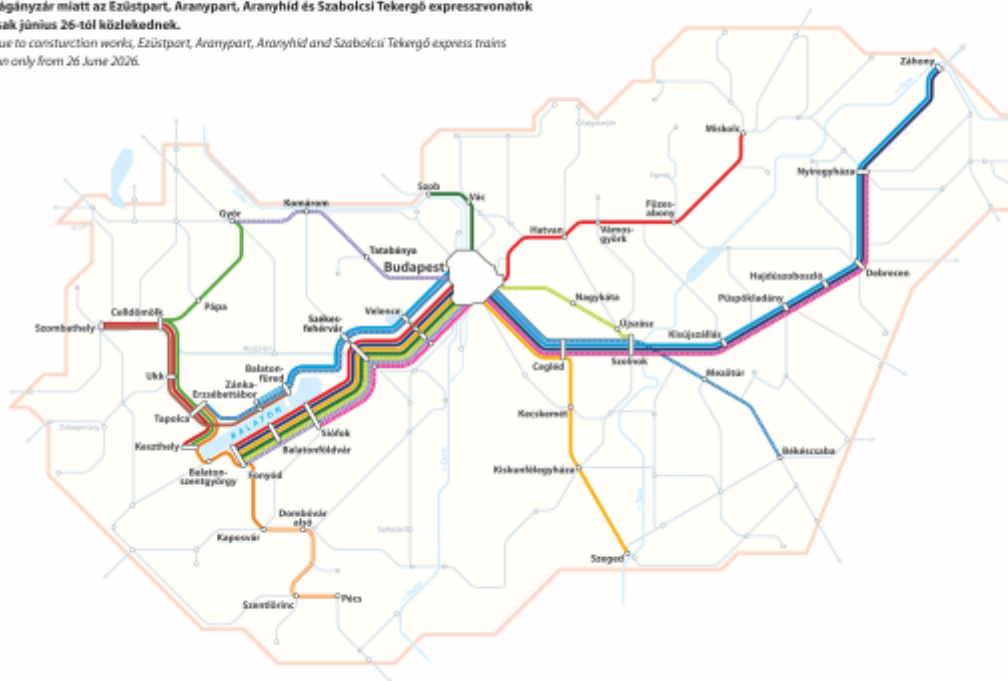 ágányzár miatt az Ezüstpart, Aranypart, Aranyhíd és Szabolcsi Tekergő expresszvonatok
sak június 26-tól közlekednek.
ue to consturction works, Ezüstpart, Aranypart, Aranyhíd and Szabolcsi Tekergő express trains
n only from 26 June 2026.
Záhony
Miskolc
Nyíregyháza
Szob
Vác
Győr
Komárom
Füzes-
abony
Hatvan
Vámos-
györk
Tatabánya
Budapest
Debrecen
Hajdúszoboszló
Püspökladány
Nagykáta
Pápa
Celldömölk
Szombathely
Velence
Székes-
fehérvár
Újszász
Kisújszállás
Szolnok
Cegléd
Balaton-
füred
Ukk
Zánka-
Erzsébettábor
Mezőtúr
Tapolca
BALATON
Kecskemét
Siófok
Keszthely
Balatonföldvár
Békéscsaba
Balaton-
szentgyörgy
Fonyód
Kiskunfélegyháza
Dombóvár
alsó
Kaposvár
Szeged
Szentlőrinc
Pécs